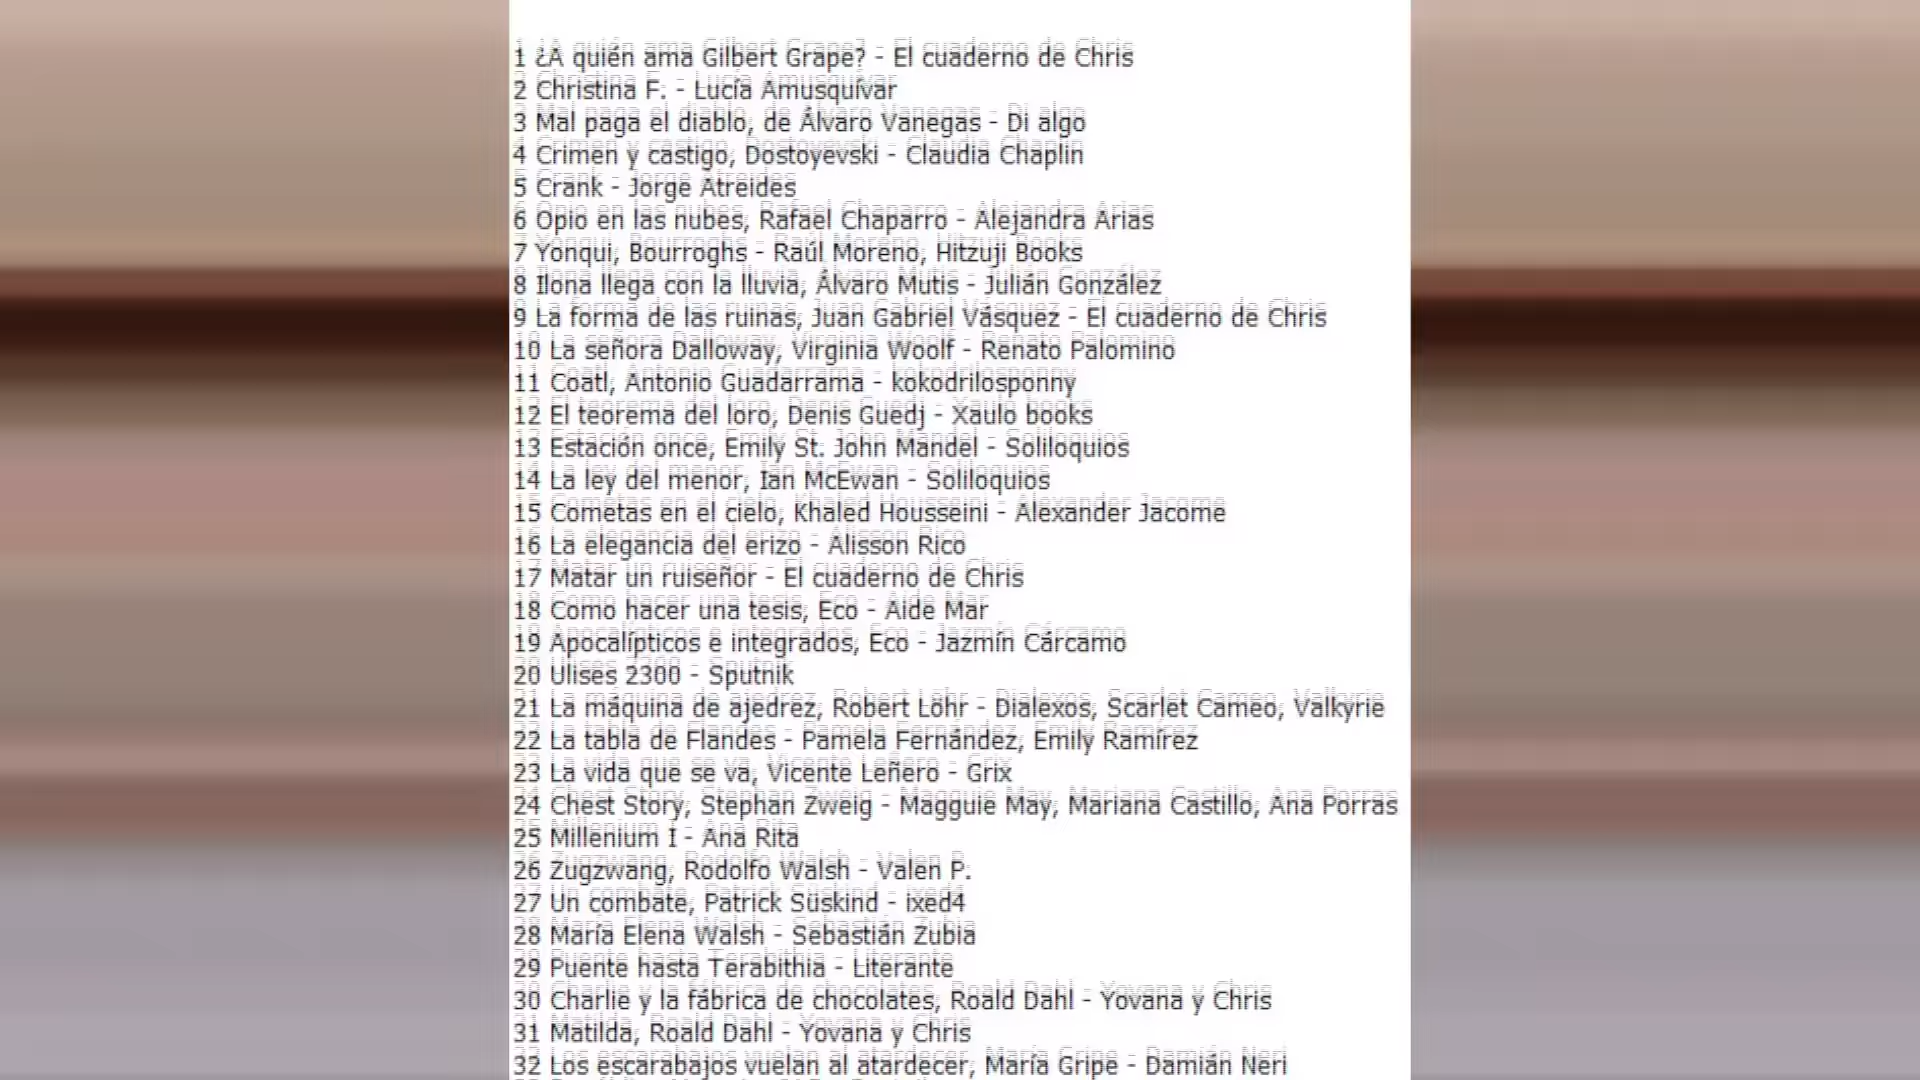 1 ¿A quién ama Gilbert Grape? - El cuaderno de Chris
2 Christina F. - Lucía Amusquívar
3 Mal paga el diablo, de Álvaro Vanegas - Di algo
4 Crimen y castigo, Dostoyevski - Claudia Chaplin
5 Crank - Jorge Atreides
6 Opio en las nubes, Rafael Chaparro - Alejandra Arias
7 Yonqui, Bourroghs - Raúl Moreno, Hitzuji Books
8 Ilona llega con la lluvia, Álvaro Mutis - Julián González
9 La forma de las ruinas, Juan Gabriel Vásquez - El cuaderno de Chris
10 La señora Dalloway, Virginia Woolf - Renato Palomino
11 Coatl, Antonio Guadarrama - kokodrilosponny
12 El teorema del loro, Denis Guedj - Xaulo books
13 Estación once, Emily St. John Mandel - Soliloquios
14 La ley del menor, Ian McEwan - Soliloquios
15 Cometas en el cielo, Khaled Housseini - Alexander Jacome
16 La elegancia del erizo - Alisson Rico
17 Matar un ruiseñor - El cuaderno de Chris
18 Como hacer una tesis, Eco - Aide Mar
19 Apocalípticos e integrados, Eco - Jazmín Cárcamo
20 Ulises 2300 - Sputnik
21 La máquina de ajedrez, Robert Löhr - Dialexos, Scarlet Cameo, Valkyrie
22 La tabla de Flandes - Pamela Fernández, Emily Ramírez
23 La vida que se va, Vicente Leñero - Grix
24 Chest Story, Stephan Zweig - Magguie May, Mariana Castillo, Ana Porras
25 Millenium I - Ana Rita
26 Zugzwang, Rodolfo Walsh - Valen P.
27 Un combate, Patrick Süskind - ixed4
28 María Elena Walsh - Sebastián Zubia
29 Puente hasta Terabithia - Literante
30 Charlie y la fábrica de chocolates, Roald Dahl - Yovana y Chris
31 Matilda, Roald Dahl - Yovana y Chris
32 Los escarabajos vuelan al atardecer, María Gripe - Damián Neri